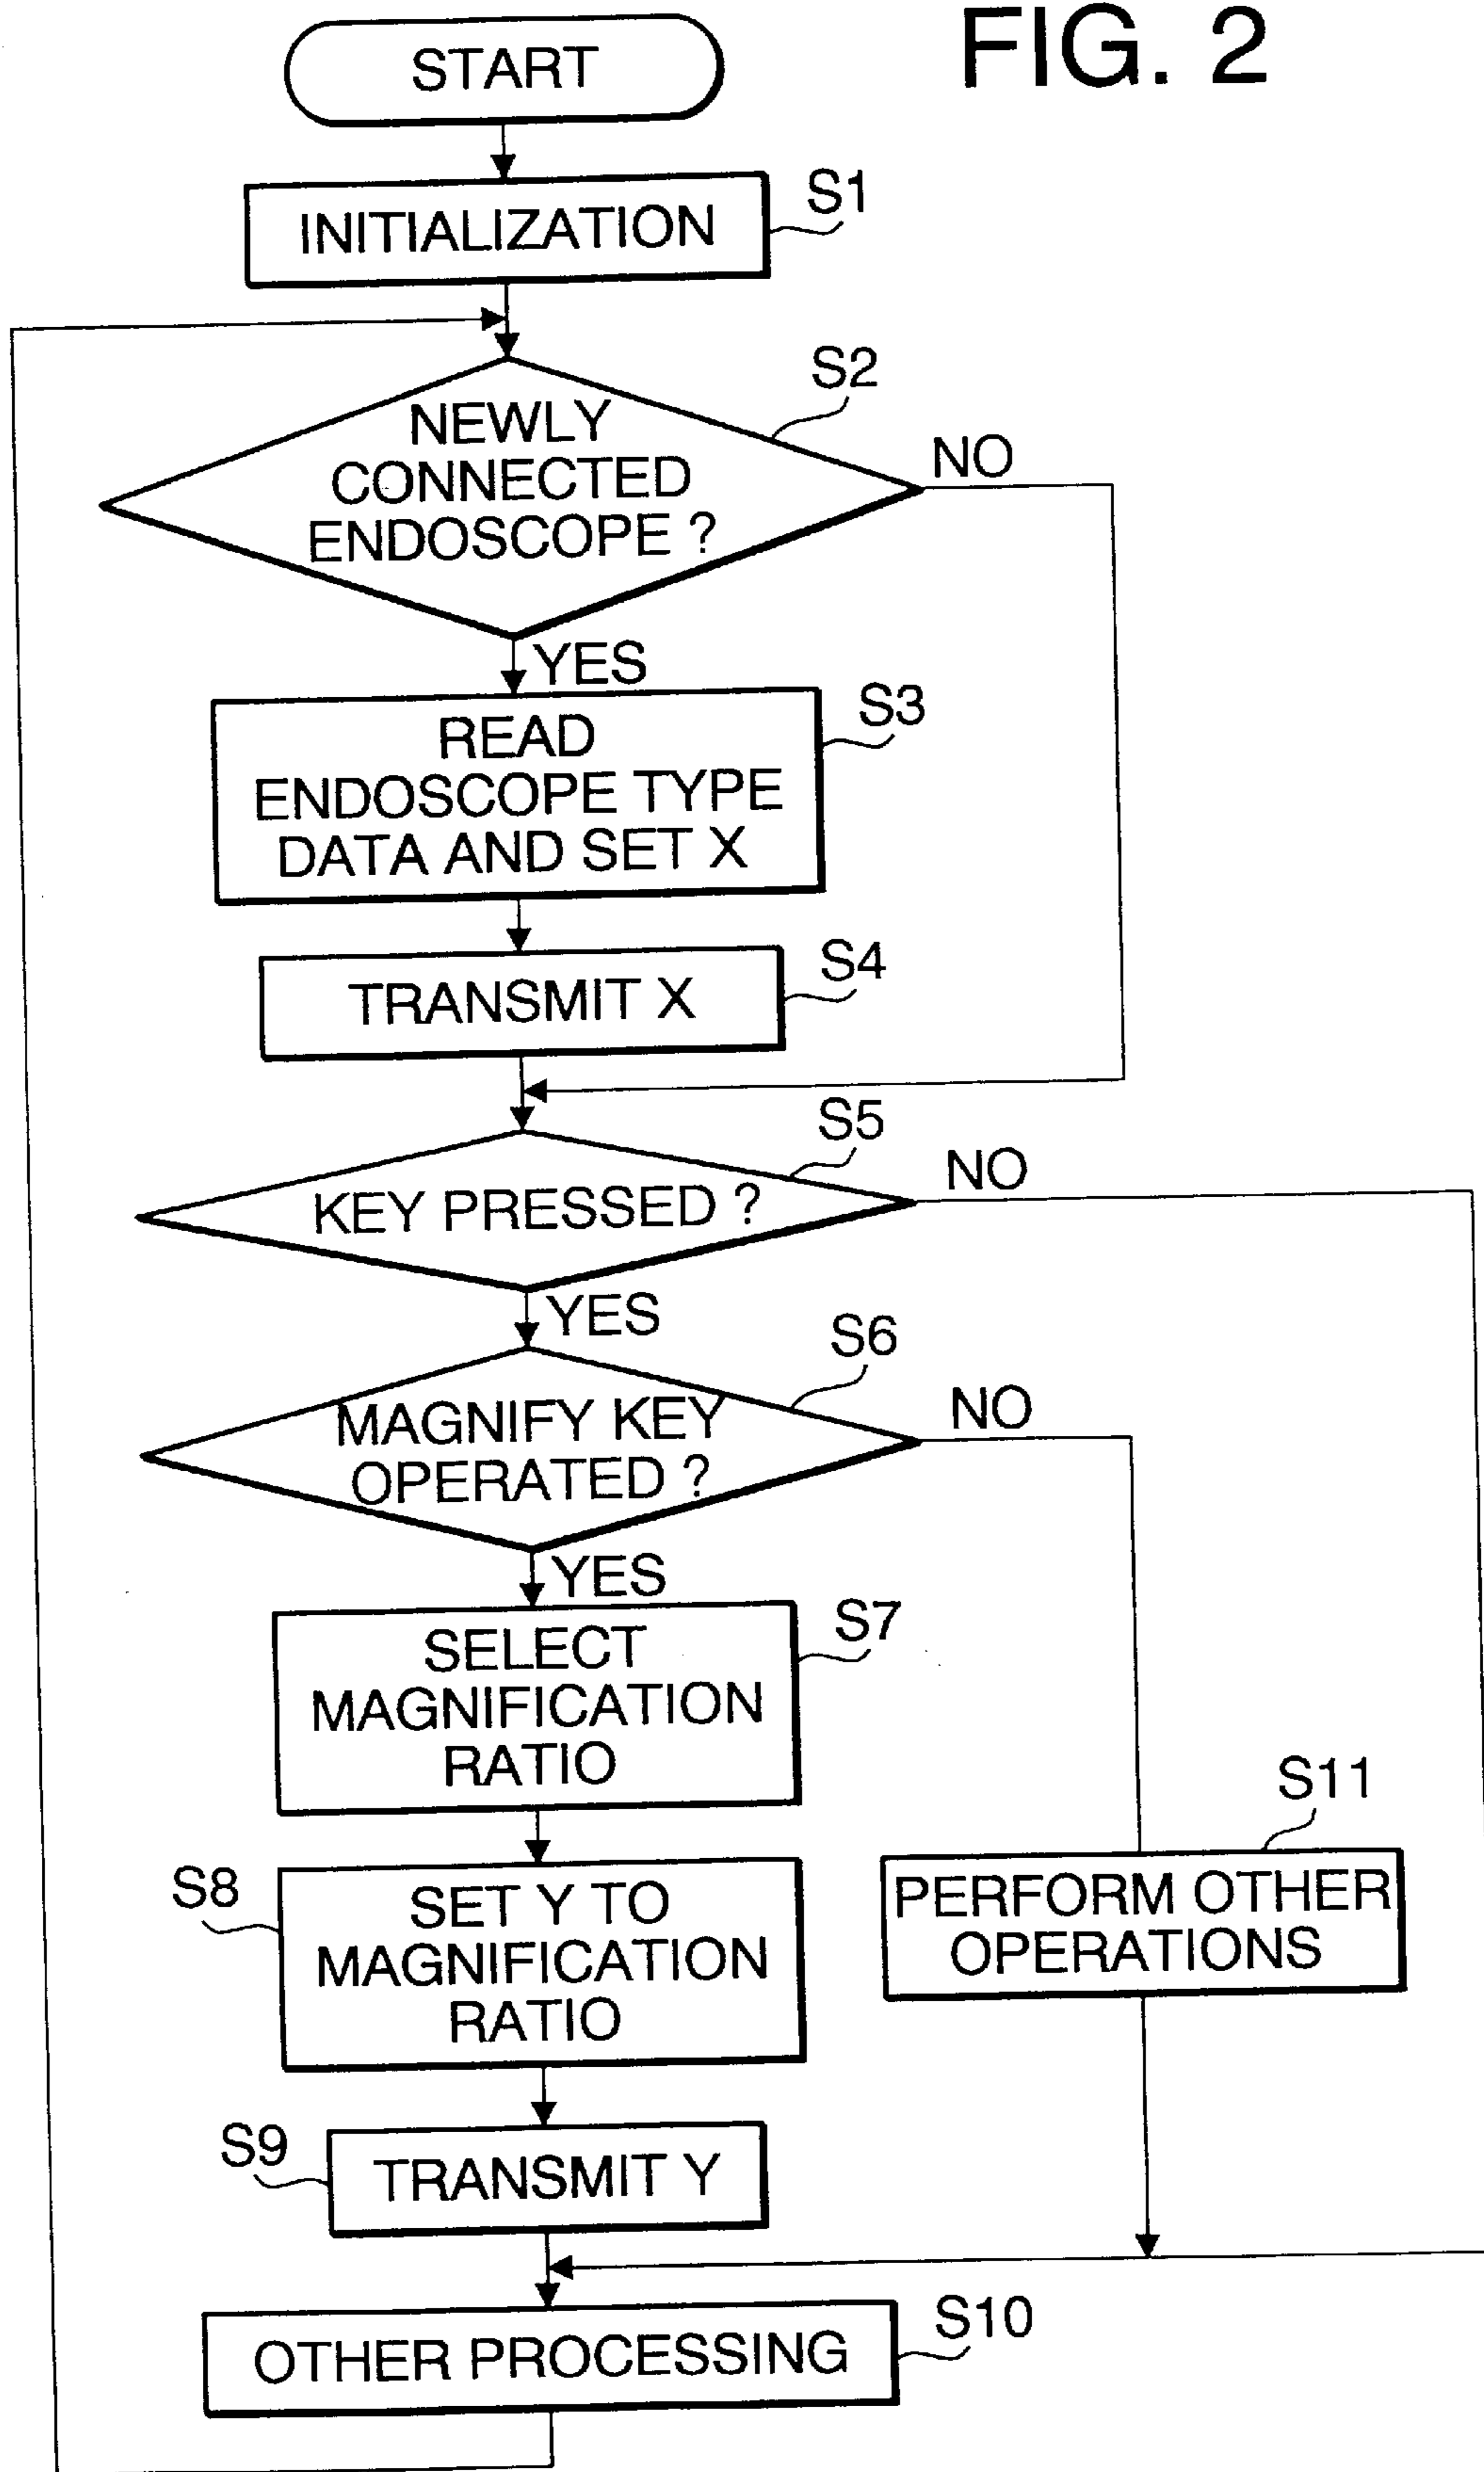 FIG. 2
START
INITIALIZATION
S1
S2
NEWLY
CONNECTED
ENDOSCOPE ?
NO
YES
S3
READ
ENDOSCOPE TYPE
DATA AND SET X
S4
TRANSMIT X
S5
KEY PRESSED ?
NO
YES
S6
MAGNIFY KEY
OPERATED ?
NO
YES
S7
SELECT
MAGNIFICATION
RATIO
S11
PERFORM OTHER
OPERATIONS
S8
SET Y TO
MAGNIFICATION
RATIO
S9
TRANSMIT Y
S10
OTHER PROCESSING